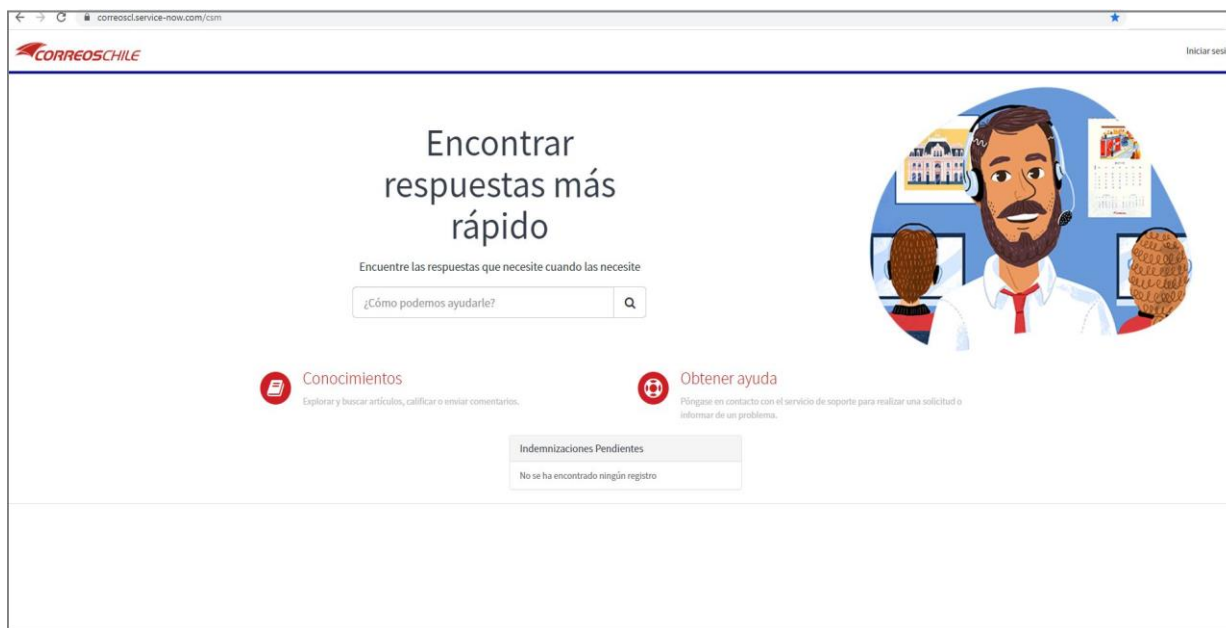 correoscl.service-now.com/csm
CORREOSCHILE
Iniciar sesi
Encontrar
respuestas más
rápido
Encuentre las respuestas que necesite cuando las necesite
¿Cómo podemos ayudarle?
Conocimientos
Explorar y buscar artículos, calificar o enviar comentarios.
Obtener ayuda
Póngase en contacto con el servicio de soporte para realizar una solicitud o
informar de un problema.
Indemnizaciones Pendientes
No se ha encontrado ningún registro